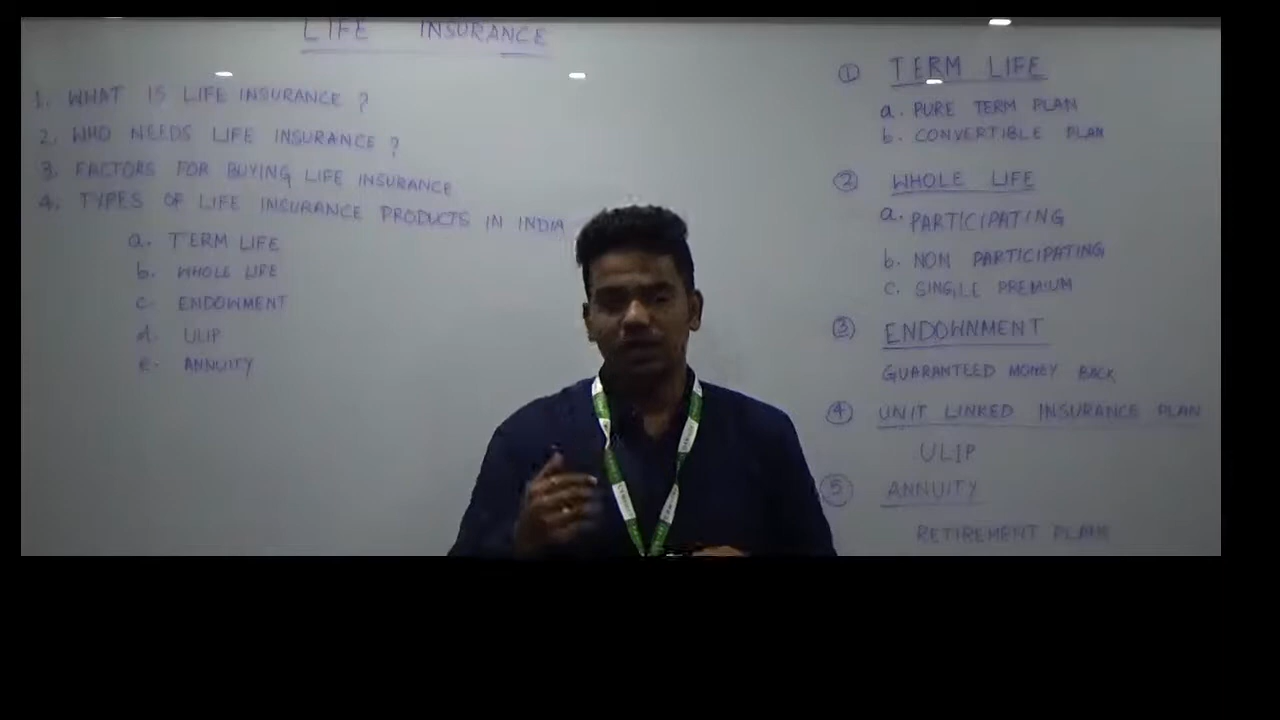 LIFE INSURANCE
1. WHAT IS LIFE INSURANCE ?
2. WHO NEEDS LIFE INSURANCE ?
3. FACTORS FOR BUYING LIFE INSURANCE
4. TYPES OF LIFE INSURANCE PRODUCTS IN INDIA
a. TERM LIFE
b. WHOLE LIFE
c. ENDOWMENT
d. ULIP
e. ANNUITY
① TERM LIFE
a. PURE TERM PLAN
b. CONVERTIBLE PLAN
② WHOLE LIFE
a. PARTICIPATING
b. NON PARTICIPATING
c. SINGLE PREMIUM
③ ENDOWNMENT
GUARANTEED MONEY BACK
④ UNIT LINKED INSURANCE PLAN
ULIP
⑤ ANNUITY
RETIREMENT PLANS